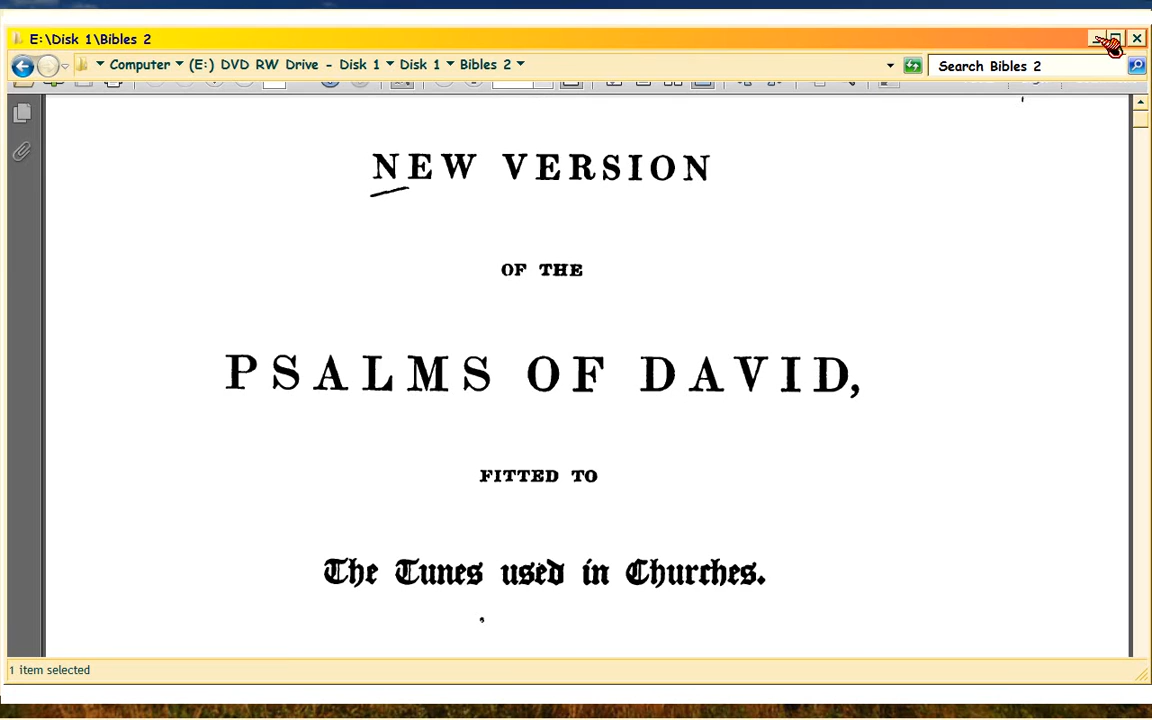 E:\Disk 1\Bibles 2
Computer (E:) DVD RW Drive - Disk 1 Disk 1 Bibles 2
Search Bibles 2
NEW VERSION
OF THE
PSALMS OF DAVID,
FITTED TO
The Tunes used in Churches.
1 item selected